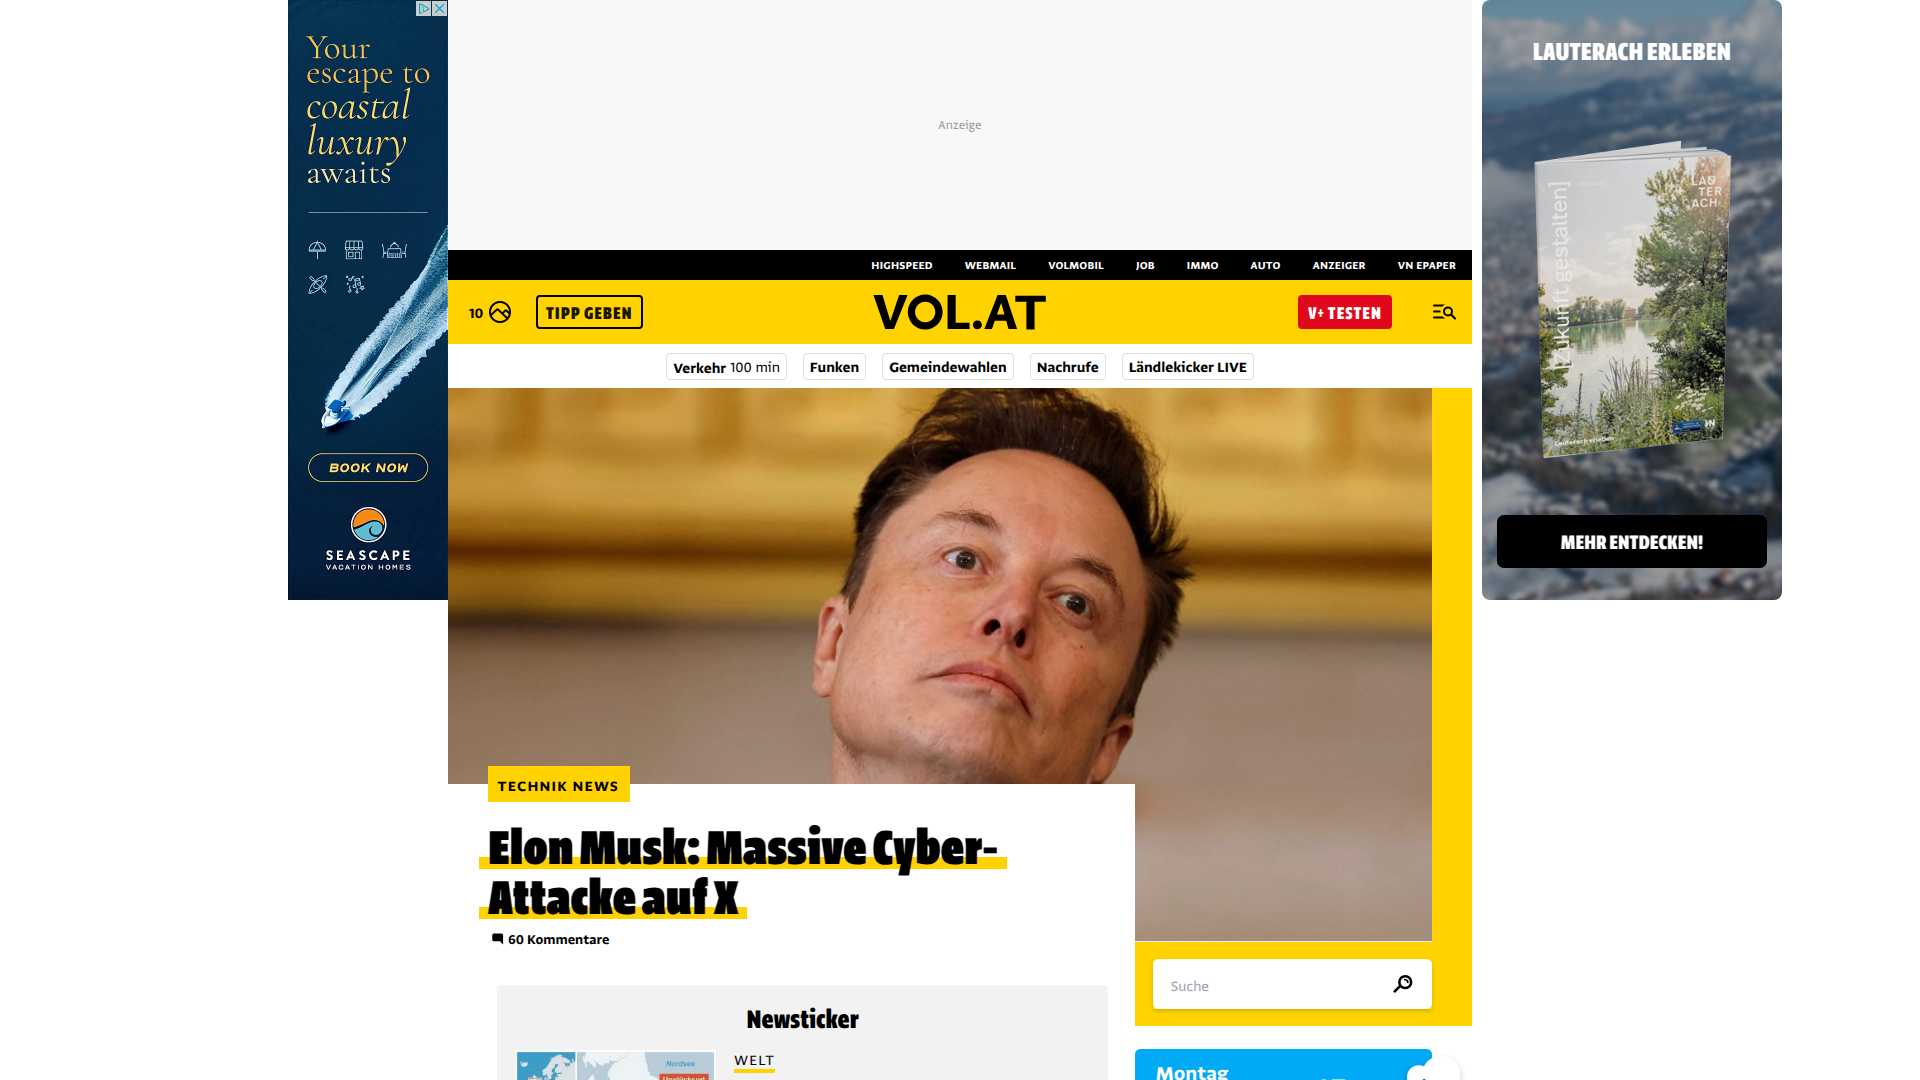 Your
escape to
coastal
luxury
awaits
BOOK NOW
SEASCAPE
VACATION HOMES
Anzeige
LAUTERACH ERLEBEN
LAU
TER
ACH
[Zukunft gestalten]
MEHR ENTDECKEN!
HIGHSPEED WEBMAIL VOLMOBIL JOB IMMO AUTO ANZEIGER VN EPAPER
10 TIPP GEBEN VOL.AT V+ TESTEN
Verkehr 100 min Funken Gemeindewahlen Nachrufe Ländlekicker LIVE
TECHNIK NEWS
Elon Musk: Massive Cyber-
Attacke auf X
60 Kommentare
Suche
Newsticker
Nordsee
WELT
Montag